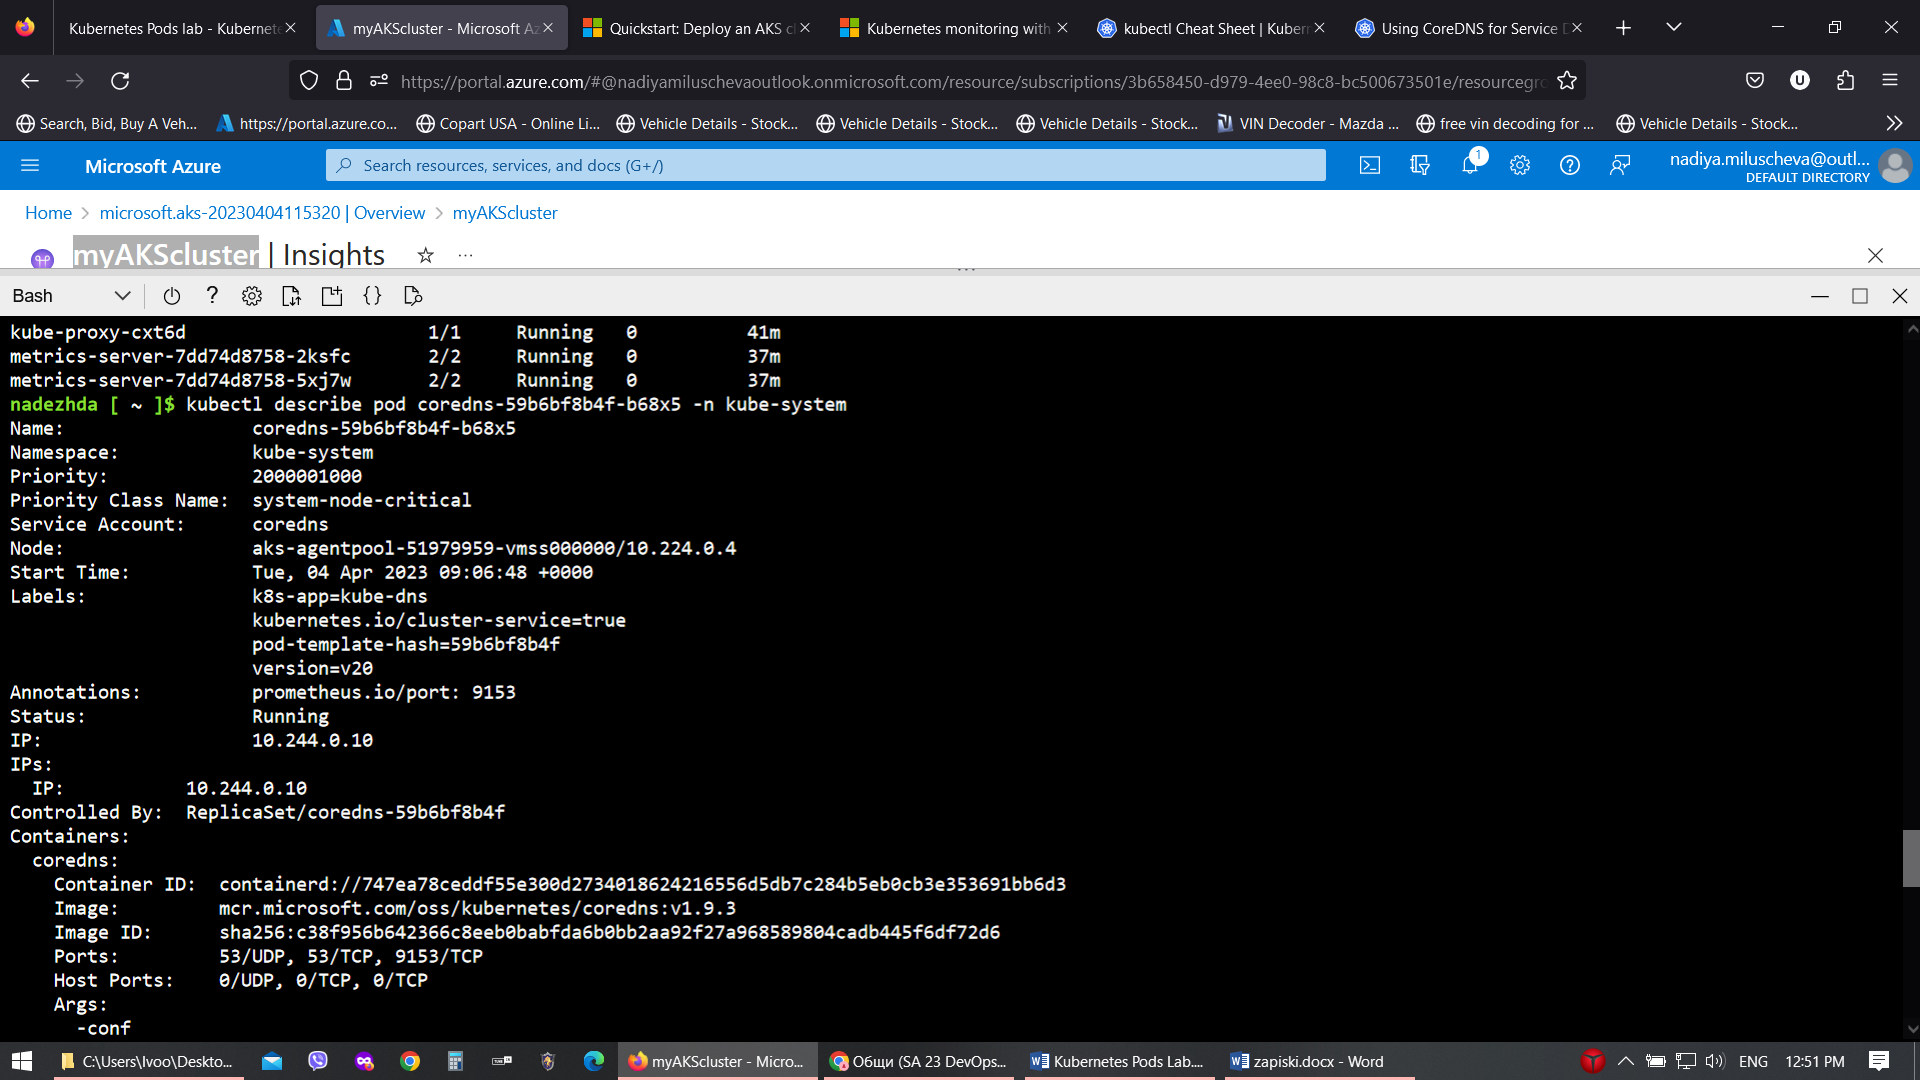 Kubernetes Pods lab - Kubernete
myAKScluster - Microsoft Az
Quickstart: Deploy an AKS cl
Kubernetes monitoring with
kubectl Cheat Sheet | Kubern
Using CoreDNS for Service D
https://portal.azure.com/#@nadiyamiluschevaoutlook.onmicrosoft.com/resource/subscriptions/3b658450-d979-4ee0-98c8-bc500673501e/resourcegro
Search, Bid, Buy A Veh...
https://portal.azure.co...
Copart USA - Online Li...
Vehicle Details - Stock...
Vehicle Details - Stock...
Vehicle Details - Stock...
VIN Decoder - Mazda ...
free vin decoding for ...
Vehicle Details - Stock...
Microsoft Azure
Search resources, services, and docs (G+/)
1
nadiya.miluscheva@outl...
DEFAULT DIRECTORY
Home > microsoft.aks-20230404115320 | Overview > myAKScluster
myAKScluster | Insights
Bash
kube-proxy-cxt6d 1/1 Running 0 41m
metrics-server-7dd74d8758-2ksfc 2/2 Running 0 37m
metrics-server-7dd74d8758-5xj7w 2/2 Running 0 37m
nadezhda [ ~ ]$ kubectl describe pod coredns-59b6bf8b4f-b68x5 -n kube-system
Name: coredns-59b6bf8b4f-b68x5
Namespace: kube-system
Priority: 2000001000
Priority Class Name: system-node-critical
Service Account: coredns
Node: aks-agentpool-51979959-vmss000000/10.224.0.4
Start Time: Tue, 04 Apr 2023 09:06:48 +0000
Labels: k8s-app=kube-dns
kubernetes.io/cluster-service=true
pod-template-hash=59b6bf8b4f
version=v20
Annotations: prometheus.io/port: 9153
Status: Running
IP: 10.244.0.10
IPs:
IP: 10.244.0.10
Controlled By: ReplicaSet/coredns-59b6bf8b4f
Containers:
coredns:
Container ID: containerd://747ea78ceddf55e300d2734018624216556d5db7c284b5eb0cb3e353691bb6d3
Image: mcr.microsoft.com/oss/kubernetes/coredns:v1.9.3
Image ID: sha256:c38f956b642366c8eeb0babfda6b0bb2aa92f27a968589804cadb445f6df72d6
Ports: 53/UDP, 53/TCP, 9153/TCP
Host Ports: 0/UDP, 0/TCP, 0/TCP
Args:
-conf
C:\Users\Ivoo\Deskto...
myAKScluster - Micro...
Общи (SA 23 DevOps...
Kubernetes Pods Lab....
zapiski.docx - Word
ENG
12:51 PM